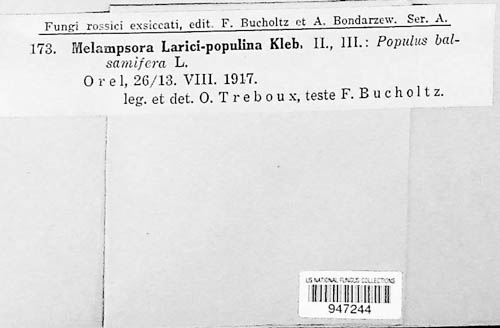 Fungi rossici exsiccati, edit. F. Bucholtz et A. Bondarzew. Ser. A.
173. Melampsora Larici-populina Kleb. II., III.: Populus bal-
samifera L.
Orel, 26/13. VIII. 1917.
leg. et det. O. Treboux, teste F. Bucholtz.
US NATIONAL FUNGUS COLLECTIONS
947244